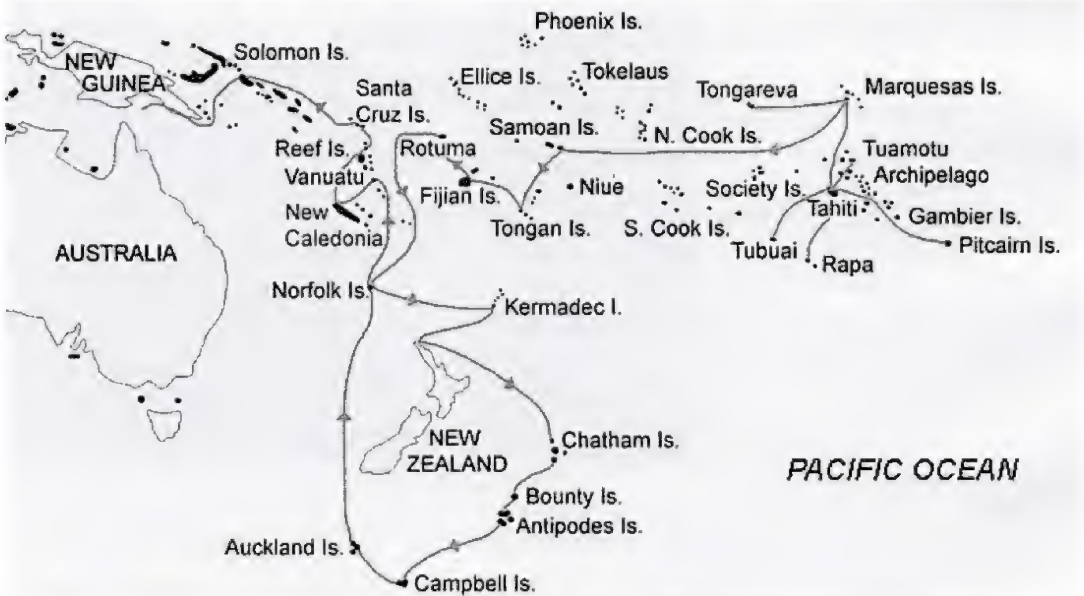 Phoenix Is.
Solomon Is.
NEW
GUINEA
Ellice Is.
Tokelaus
Santa
Cruz Is.
Tongareva
Marquesas Is.
Samoan Is.
N. Cook Is.
Reef Is.
Rotuma
Tuamotu
Archipelago
Vanuatu
Fijian Is.
Niue
Society Is.
Tahiti
New
Caledonia
Tongan Is.
S. Cook Is.
Gambier Is.
Tubuai
Pitcairn Is.
Rapa
AUSTRALIA
Norfolk Is.
Kermadec I.
NEW
ZEALAND
Chatham Is.
PACIFIC OCEAN
Bounty Is.
Antipodes Is.
Auckland Is.
Campbell Is.